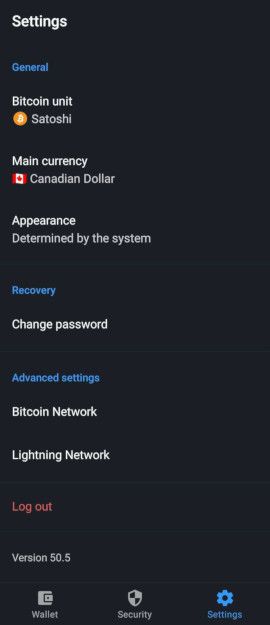 Settings
General
Bitcoin unit
Satoshi
Main currency
Canadian Dollar
Appearance
Determined by the system
Recovery
Change password
Advanced settings
Bitcoin Network
Lightning Network
Log out
Version 50.5
Wallet Security Settings